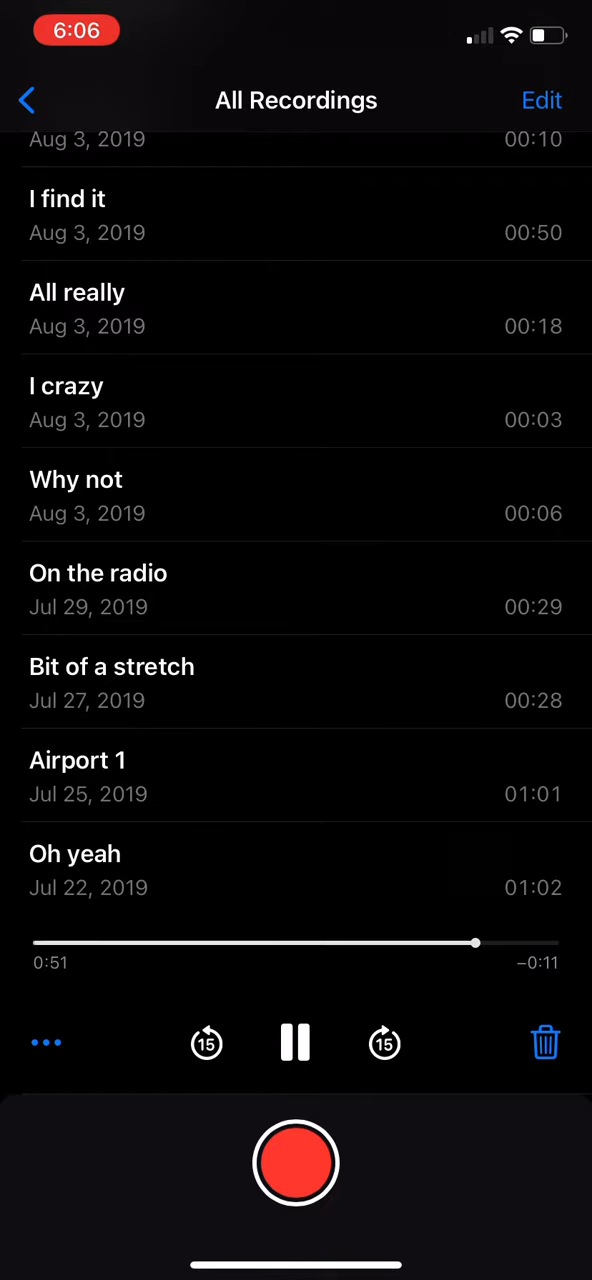 6:06
All Recordings
Edit
Aug 3, 2019 00:10
I find it
Aug 3, 2019 00:50
All really
Aug 3, 2019 00:18
I crazy
Aug 3, 2019 00:03
Why not
Aug 3, 2019 00:06
On the radio
Jul 29, 2019 00:29
Bit of a stretch
Jul 27, 2019 00:28
Airport 1
Jul 25, 2019 01:01
Oh yeah
Jul 22, 2019 01:02
0:51 −0:11
15 15